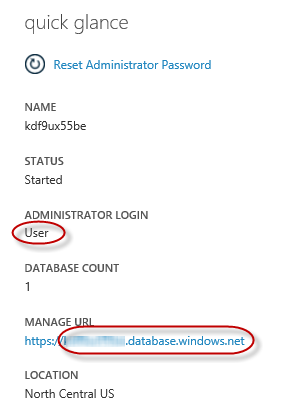 quick glance
Reset Administrator Password
NAME
kdf9ux55be
STATUS
Started
ADMINISTRATOR LOGIN
User
DATABASE COUNT
1
MANAGE URL
https:// .database.windows.net
LOCATION
North Central US